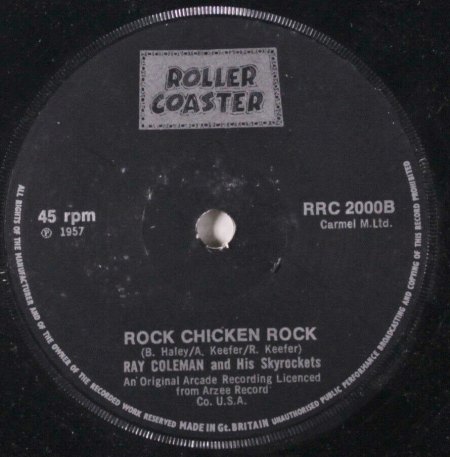 ROLLER
COASTER
45 rpm
℗ 1957
RRC 2000B
Carmel M.Ltd.
ROCK CHICKEN ROCK
(B. Haley/A. Keefer/R. Keefer)
RAY COLEMAN and His Skyrockets
An Original Arcade Recording Licenced
from Arzee Record
Co. U.S.A.
ALL RIGHTS OF THE MANUFACTURER AND OF THE OWNER OF THE RECORDED WORK RESERVED MADE IN Gt. BRITAIN UNAUTHORISED PUBLIC PERFORMANCE BROADCASTING AND COPYING OF THIS RECORD PROHIBITED